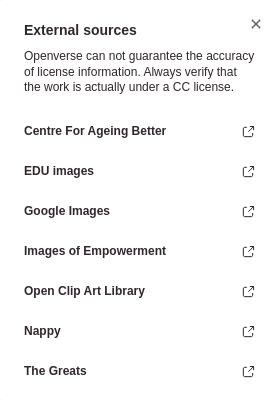 External sources
Openverse can not guarantee the accuracy
of license information. Always verify that
the work is actually under a CC license.
Centre For Ageing Better
EDU images
Google Images
Images of Empowerment
Open Clip Art Library
Nappy
The Greats